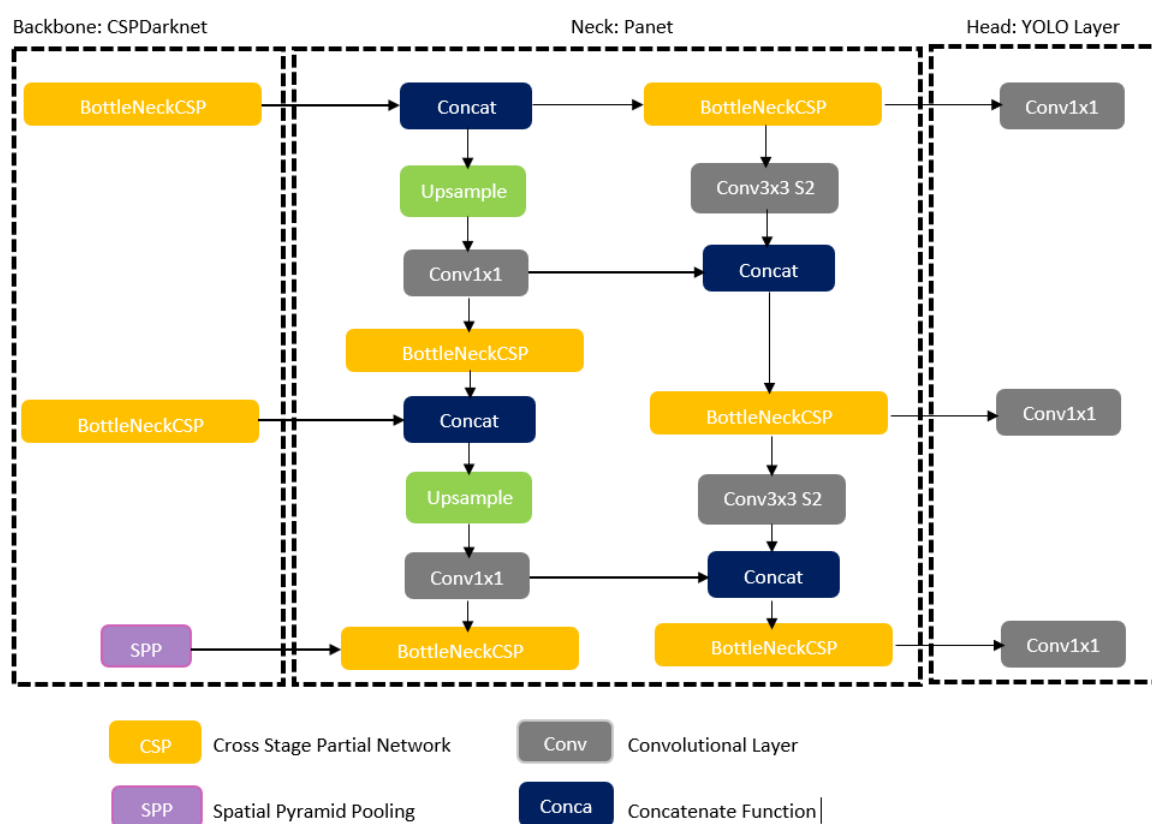 Backbone: CSPDarknet
Neck: Panet
Head: YOLO Layer
BottleNeckCSP
Concat
BottleNeckCSP
Conv1x1
Upsample
Conv3x3 S2
Conv1x1
Concat
BottleNeckCSP
BottleNeckCSP
Concat
BottleNeckCSP
Conv1x1
Upsample
Conv3x3 S2
Conv1x1
Concat
SPP
BottleNeckCSP
BottleNeckCSP
Conv1x1
CSP
Cross Stage Partial Network
Conv
Convolutional Layer
SPP
Spatial Pyramid Pooling
Conca
Concatenate Function